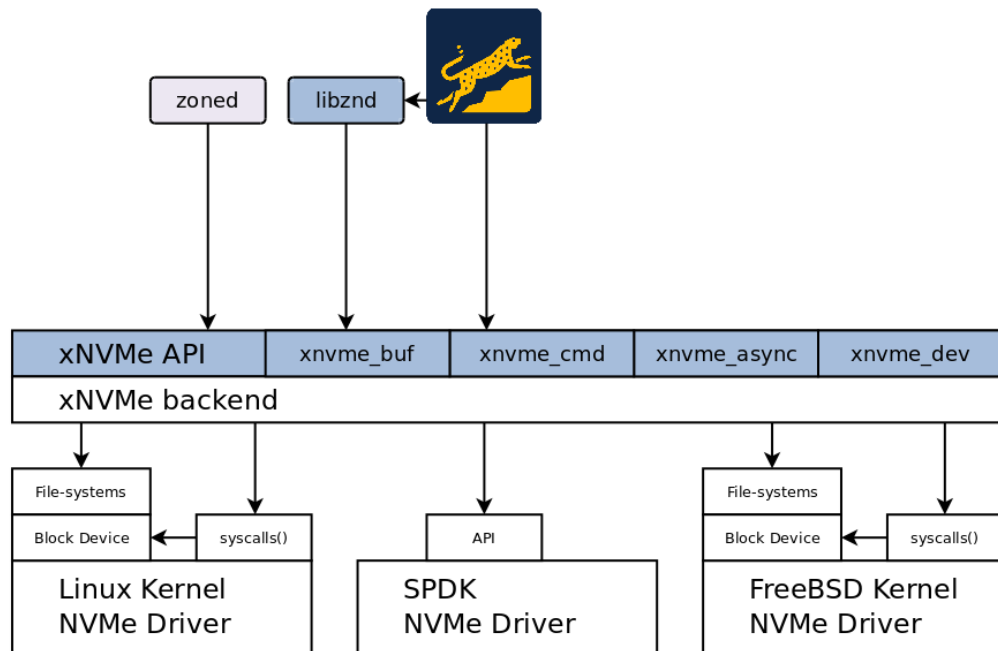 zoned
libznd
xNVMe API
xnvme_buf
xnvme_cmd
xnvme_async
xnvme_dev
xNVMe backend
File-systems
File-systems
Block Device
syscalls()
API
Block Device
syscalls()
Linux Kernel
NVMe Driver
SPDK
NVMe Driver
FreeBSD Kernel
NVMe Driver